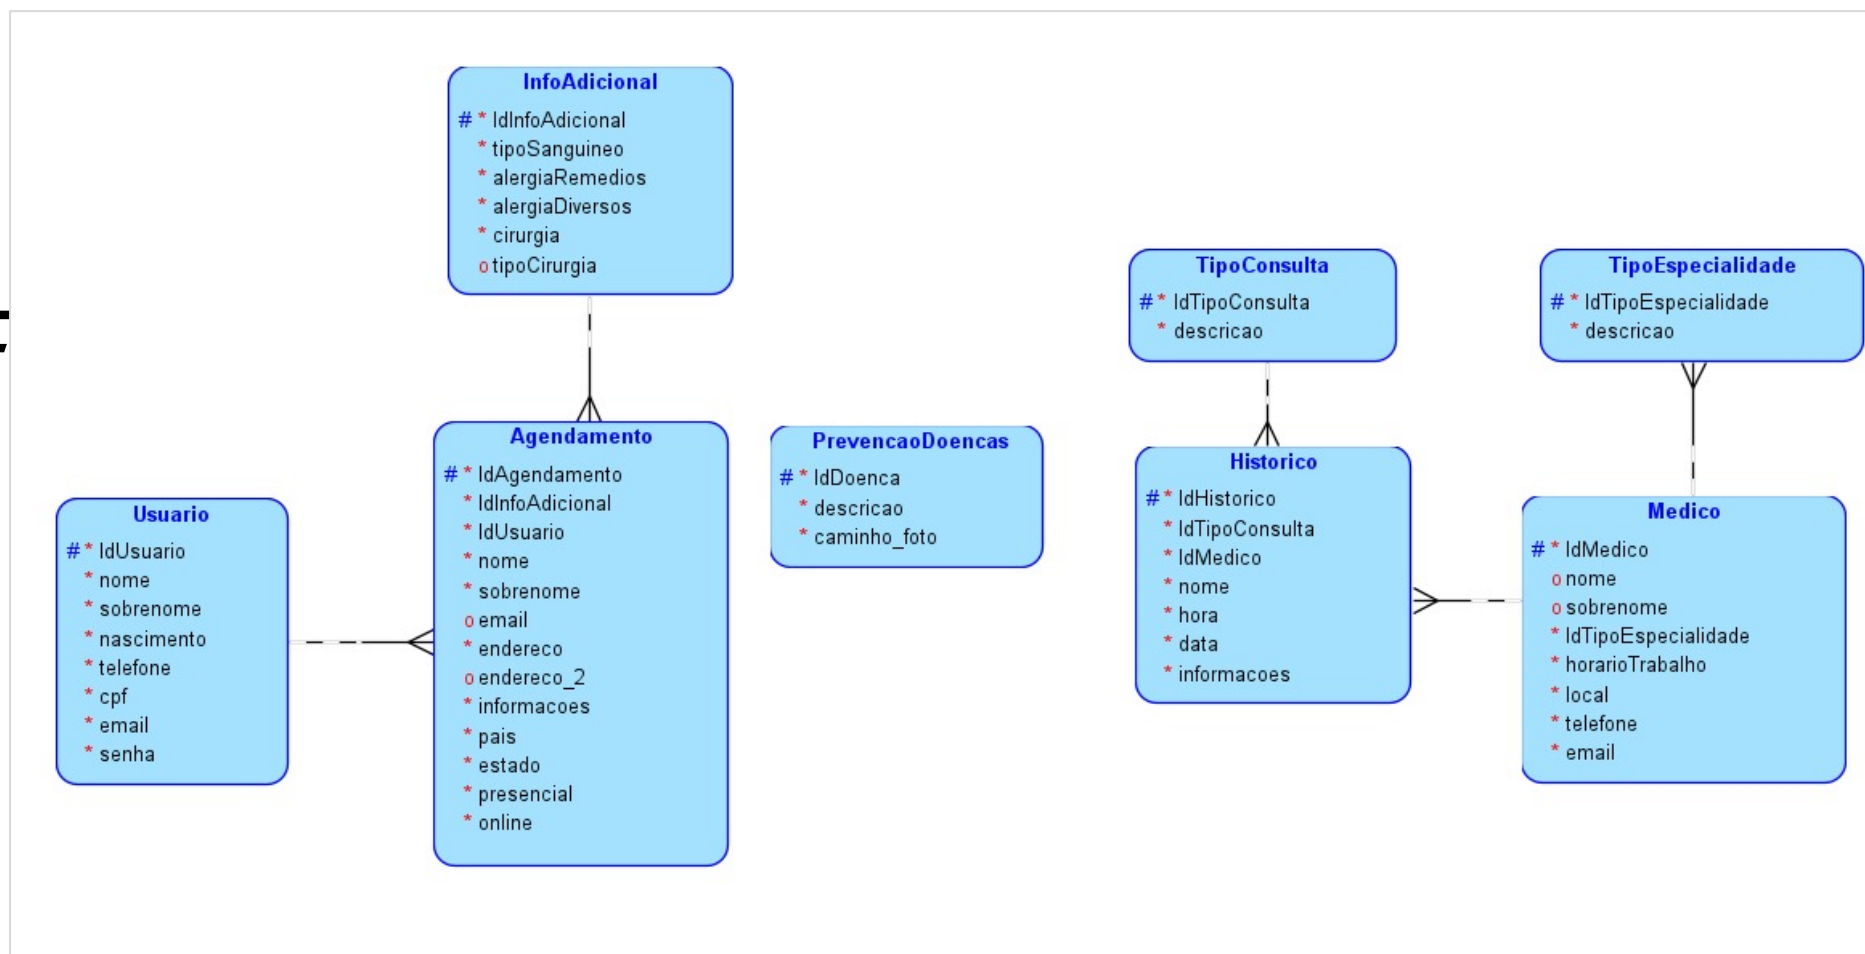 InfoAdicional
# * IdInfoAdicional
* tipoSanguineo
* alergiaRemedios
* alergiaDiversos
* cirurgia
o tipoCirurgia
TipoConsulta
# * IdTipoConsulta
* descricao
TipoEspecialidade
# * IdTipoEspecialidade
* descricao
Agendamento
# * IdAgendamento
* IdInfoAdicional
* IdUsuario
* nome
* sobrenome
o email
* endereco
o endereco_2
* informacoes
* pais
* estado
* presencial
* online
PrevencaoDoencas
# * IdDoenca
* descricao
* caminho_foto
Historico
# * IdHistorico
* IdTipoConsulta
* IdMedico
* nome
* hora
* data
* informacoes
Usuario
# * IdUsuario
* nome
* sobrenome
* nascimento
* telefone
* cpf
* email
* senha
Medico
# * IdMedico
o nome
o sobrenome
* IdTipoEspecialidade
* horarioTrabalho
* local
* telefone
* email